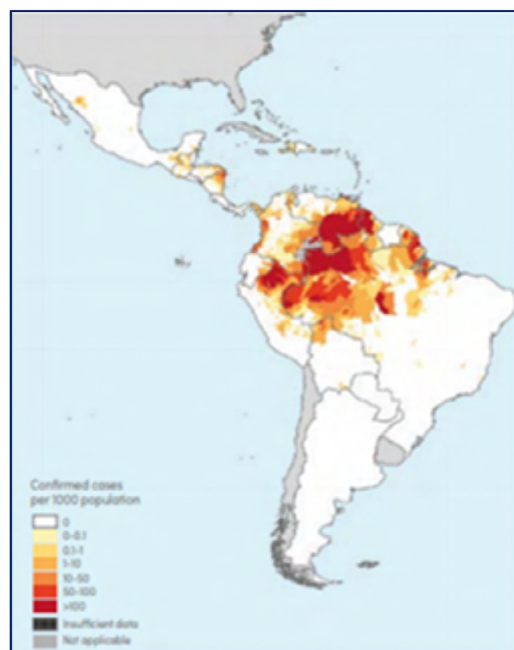 Confirmed cases
per 1000 population
0
0-0.1
0.1-1
1-10
10-50
50-100
>100
Insufficient data
Not applicable